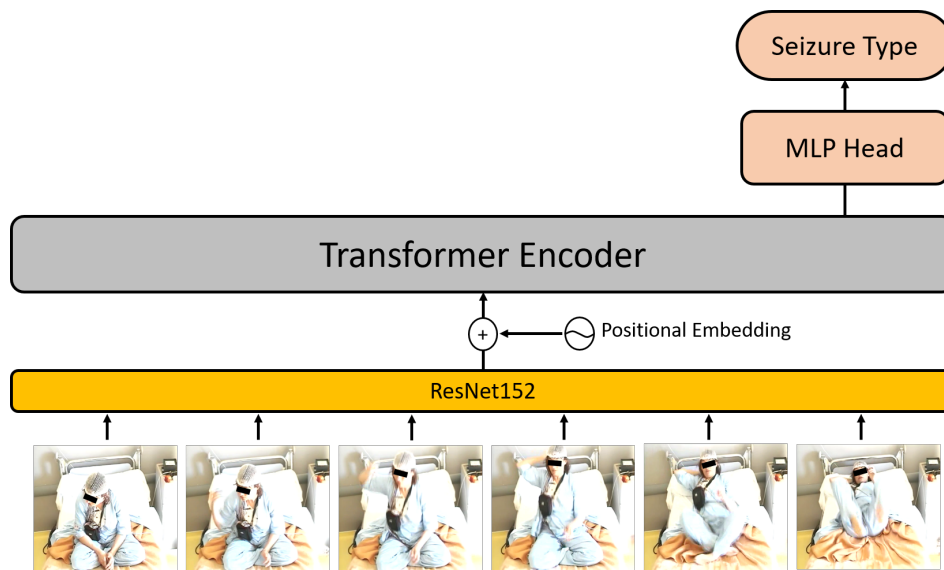 Seizure Type
MLP Head
Transformer Encoder
+
Positional Embedding
ResNet152